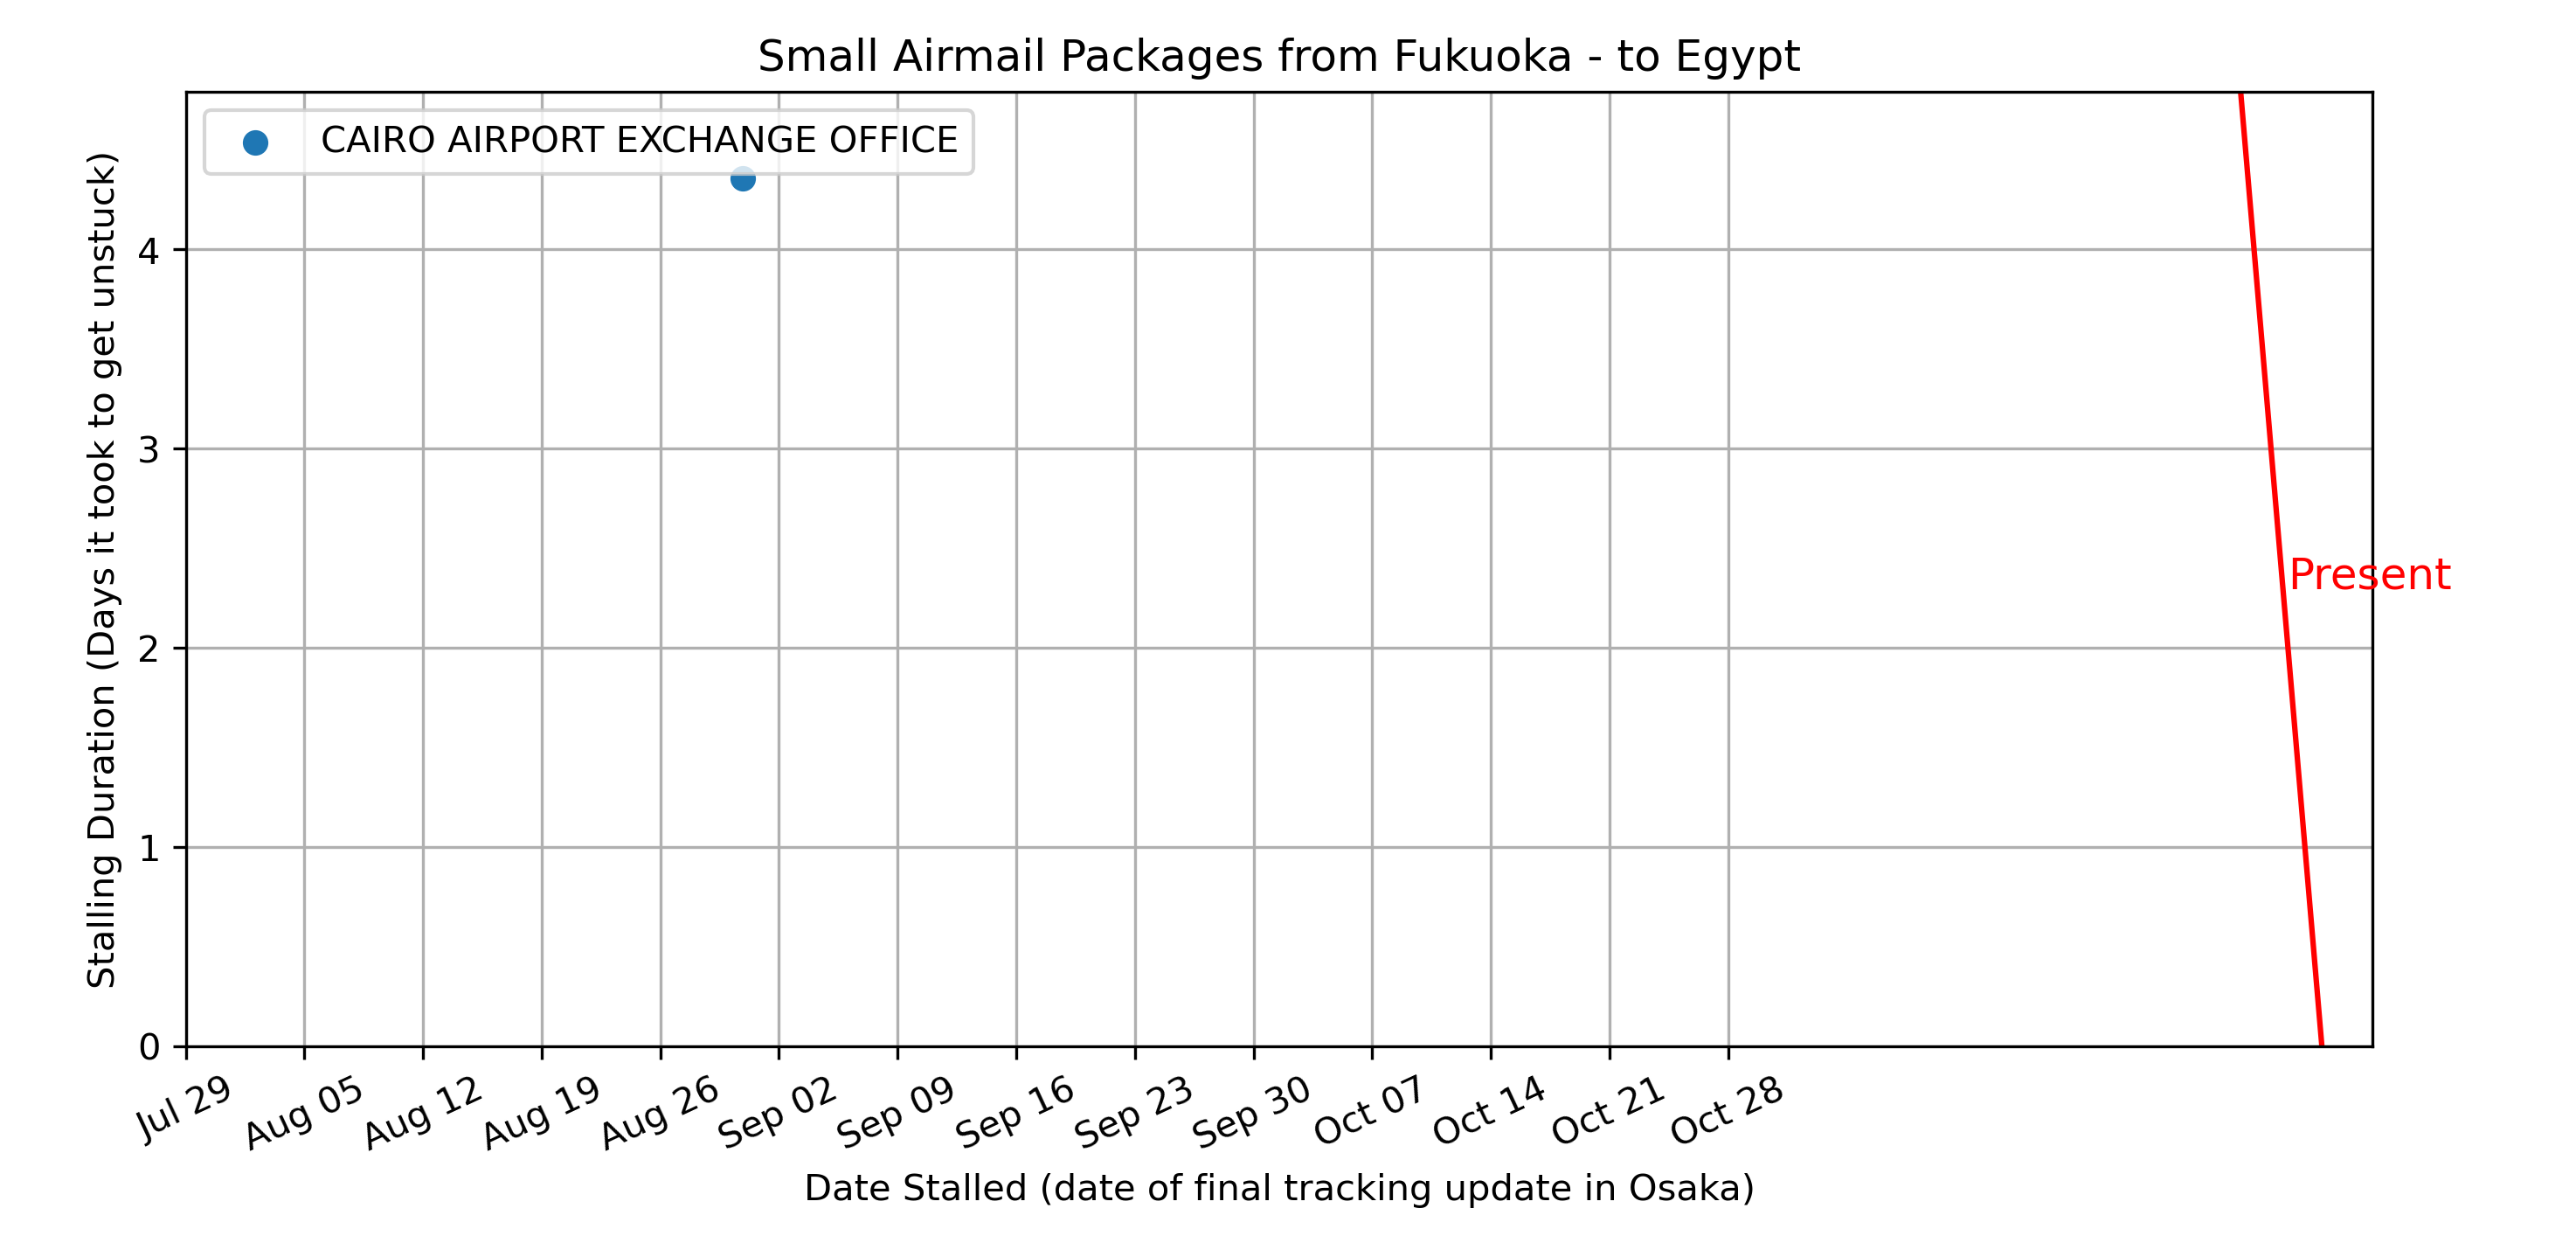 Small Airmail Packages from Fukuoka - to Egypt
CAIRO AIRPORT EXCHANGE OFFICE
Stalling Duration (Days it took to get unstuck)
4
3
2
1
0
Present
Jul 29 Aug 05 Aug 12 Aug 19 Aug 26 Sep 02 Sep 09 Sep 16 Sep 23 Sep 30 Oct 07 Oct 14 Oct 21 Oct 28
Date Stalled (date of final tracking update in Osaka)